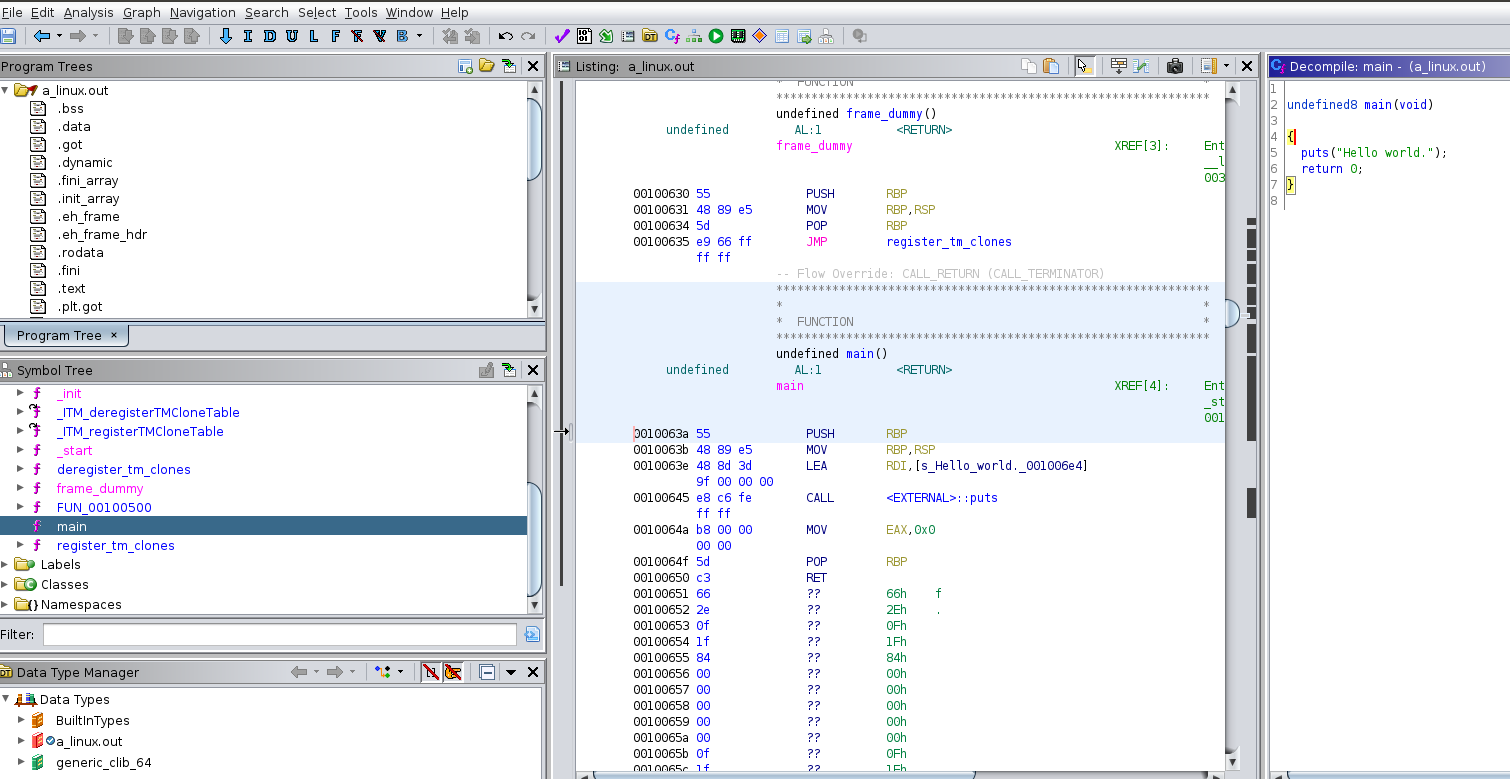 File Edit Analysis Graph Navigation Search Select Tools Window Help
I D U L F B
Program Trees
a_linux.out
.bss
.data
.got
.dynamic
.fini_array
.init_array
.eh_frame
.eh_frame_hdr
.rodata
.fini
.text
.plt.got
Program Tree ×
Symbol Tree
_init
_ITM_deregisterTMCloneTable
_ITM_registerTMCloneTable
_start
deregister_tm_clones
frame_dummy
FUN_00100500
main
register_tm_clones
Labels
Classes
Namespaces
Filter:
Data Type Manager
Data Types
BuiltInTypes
a_linux.out
generic_clib_64
Listing: a_linux.out
* FUNCTION *
**************************************************************
undefined frame_dummy()
undefined AL:1 <RETURN>
frame_dummy XREF[3]: Ent
__l
003
00100630 55 PUSH RBP
00100631 48 89 e5 MOV RBP,RSP
00100634 5d POP RBP
00100635 e9 66 ff JMP register_tm_clones
ff ff
-- Flow Override: CALL_RETURN (CALL_TERMINATOR)
**************************************************************
* *
* FUNCTION *
**************************************************************
undefined main()
undefined AL:1 <RETURN>
main XREF[4]: Ent
_st
001
0010063a 55 PUSH RBP
0010063b 48 89 e5 MOV RBP,RSP
0010063e 48 8d 3d LEA RDI,[s_Hello_world._001006e4]
9f 00 00 00
00100645 e8 c6 fe CALL <EXTERNAL>::puts
ff ff
0010064a b8 00 00 MOV EAX,0x0
00 00
0010064f 5d POP RBP
00100650 c3 RET
00100651 66 ?? 66h f
00100652 2e ?? 2Eh .
00100653 0f ?? 0Fh
00100654 1f ?? 1Fh
00100655 84 ?? 84h
00100656 00 ?? 00h
00100657 00 ?? 00h
00100658 00 ?? 00h
00100659 00 ?? 00h
0010065a 00 ?? 00h
0010065b 0f ?? 0Fh
0010065c 1f ?? 1Fh
Decompile: main - (a_linux.out)
1
2 undefined8 main(void)
3
4 {
5 puts("Hello world.");
6 return 0;
7 }
8